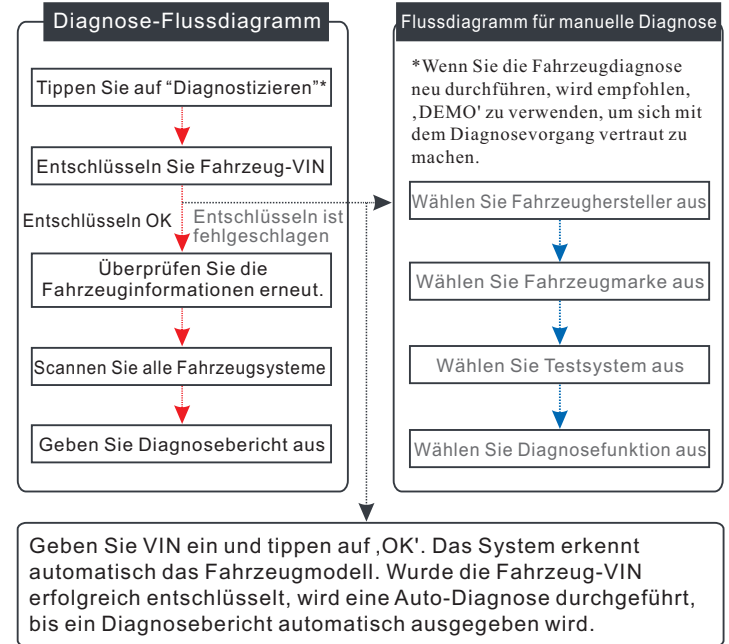 Diagnose-Flussdiagramm
Tippen Sie auf “Diagnostizieren”*
Entschlüsseln Sie Fahrzeug-VIN
Entschlüsseln OK
Entschlüsseln ist
fehlgeschlagen
Überprüfen Sie die
Fahrzeuginformationen erneut.
Scannen Sie alle Fahrzeugsysteme
Geben Sie Diagnosebericht aus
Flussdiagramm für manuelle Diagnose
*Wenn Sie die Fahrzeugdiagnose
neu durchführen, wird empfohlen,
‚DEMO' zu verwenden, um sich mit
dem Diagnosevorgang vertraut zu
machen.
Wählen Sie Fahrzeughersteller aus
Wählen Sie Fahrzeugmarke aus
Wählen Sie Testsystem aus
Wählen Sie Diagnosefunktion aus
Geben Sie VIN ein und tippen auf ‚OK'. Das System erkennt
automatisch das Fahrzeugmodell. Wurde die Fahrzeug-VIN
erfolgreich entschlüsselt, wird eine Auto-Diagnose durchgeführt,
bis ein Diagnosebericht automatisch ausgegeben wird.